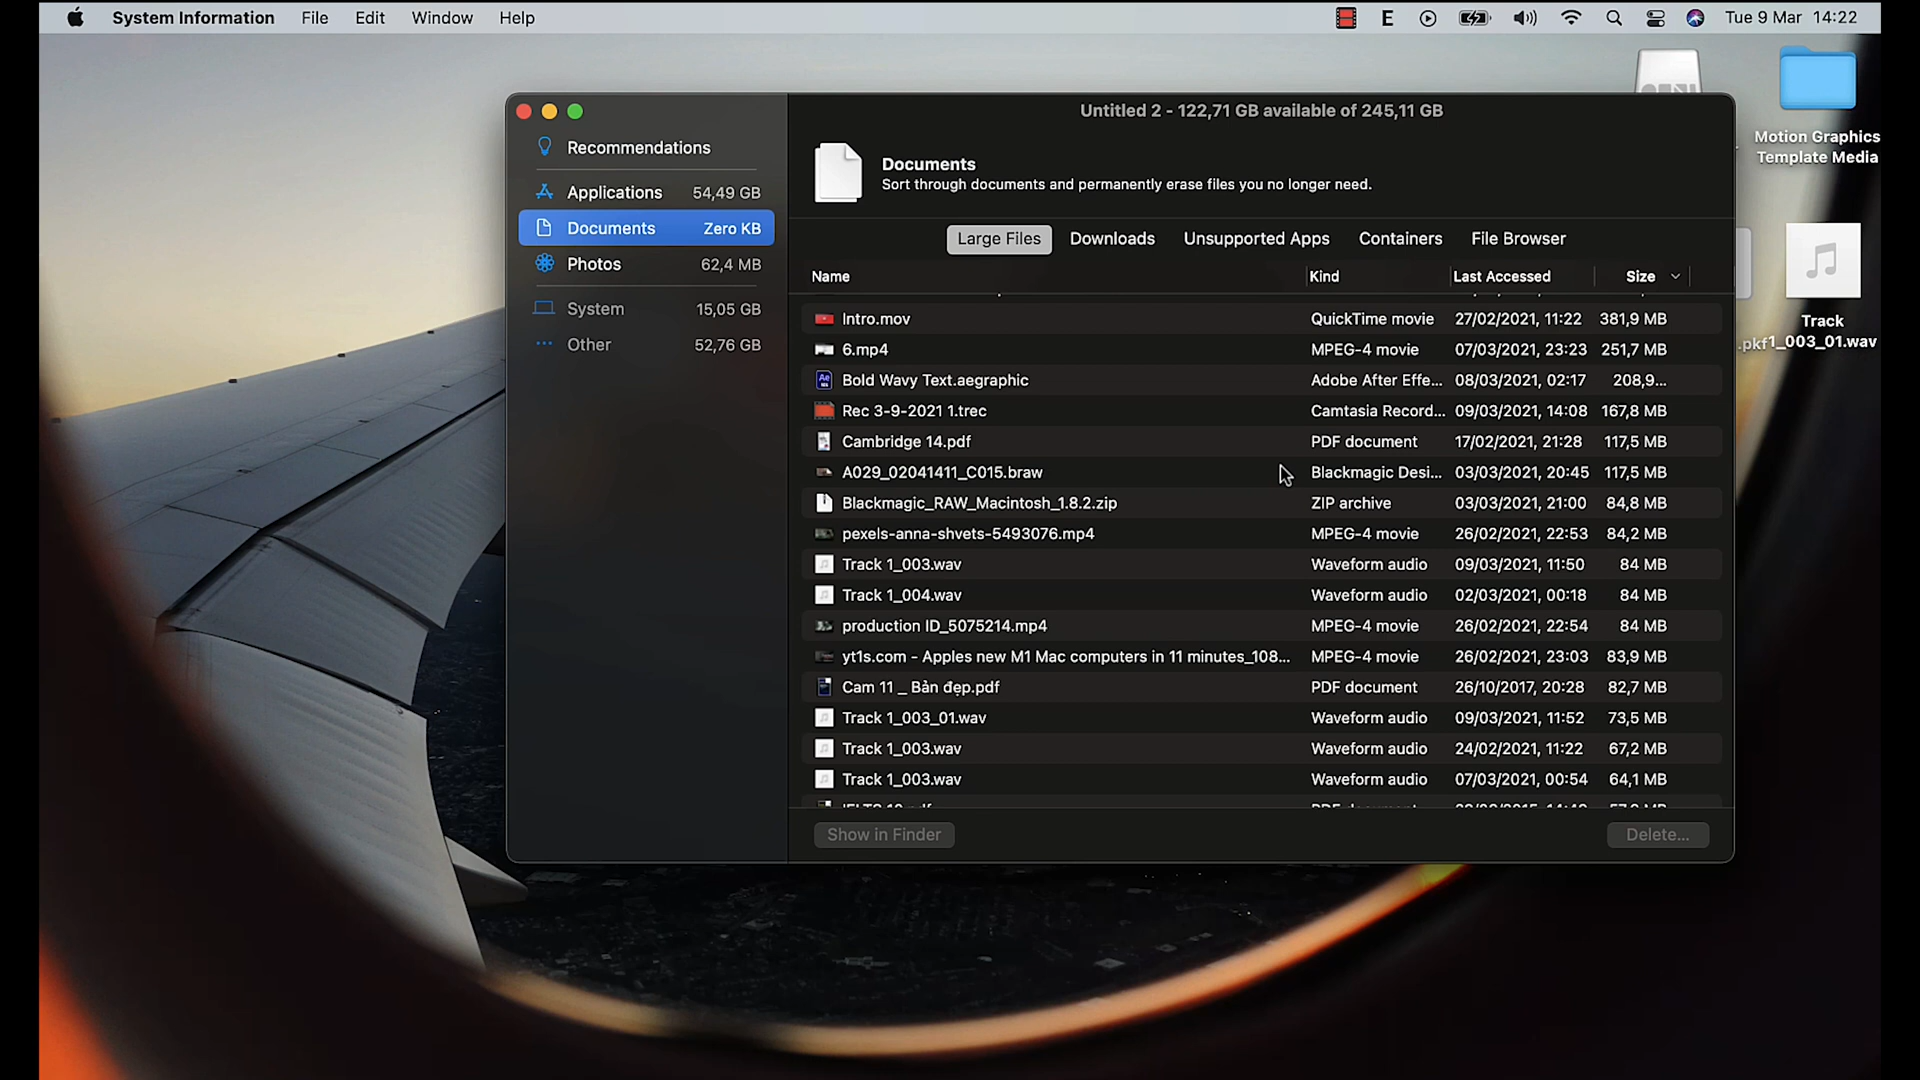 System Information File Edit Window Help
E Tue 9 Mar 14:22
Untitled 2 - 122,71 GB available of 245,11 GB
Motion Graphics
Template Media
Recommendations
Applications 54,49 GB
Documents Zero KB
Photos 62,4 MB
System 15,05 GB
Other 52,76 GB
Documents
Sort through documents and permanently erase files you no longer need.
Large Files Downloads Unsupported Apps Containers File Browser
Name Kind Last Accessed Size
Intro.mov QuickTime movie 27/02/2021, 11:22 381,9 MB
6.mp4 MPEG-4 movie 07/03/2021, 23:23 251,7 MB
Bold Wavy Text.aegraphic Adobe After Effe... 08/03/2021, 02:17 208,9...
Rec 3-9-2021 1.trec Camtasia Record... 09/03/2021, 14:08 167,8 MB
Cambridge 14.pdf PDF document 17/02/2021, 21:28 117,5 MB
A029_02041411_C015.braw Blackmagic Desi... 03/03/2021, 20:45 117,5 MB
Blackmagic_RAW_Macintosh_1.8.2.zip ZIP archive 03/03/2021, 21:00 84,8 MB
pexels-anna-shvets-5493076.mp4 MPEG-4 movie 26/02/2021, 22:53 84,2 MB
Track 1_003.wav Waveform audio 09/03/2021, 11:50 84 MB
Track 1_004.wav Waveform audio 02/03/2021, 00:18 84 MB
production ID_5075214.mp4 MPEG-4 movie 26/02/2021, 22:54 84 MB
yt1s.com - Apples new M1 Mac computers in 11 minutes_108... MPEG-4 movie 26/02/2021, 23:03 83,9 MB
Cam 11 _ Bản đẹp.pdf PDF document 26/10/2017, 20:28 82,7 MB
Track 1_003_01.wav Waveform audio 09/03/2021, 11:52 73,5 MB
Track 1_003.wav Waveform audio 24/02/2021, 11:22 67,2 MB
Track 1_003.wav Waveform audio 07/03/2021, 00:54 64,1 MB
Show in Finder Delete...
Track
.pkf 1_003_01.wav